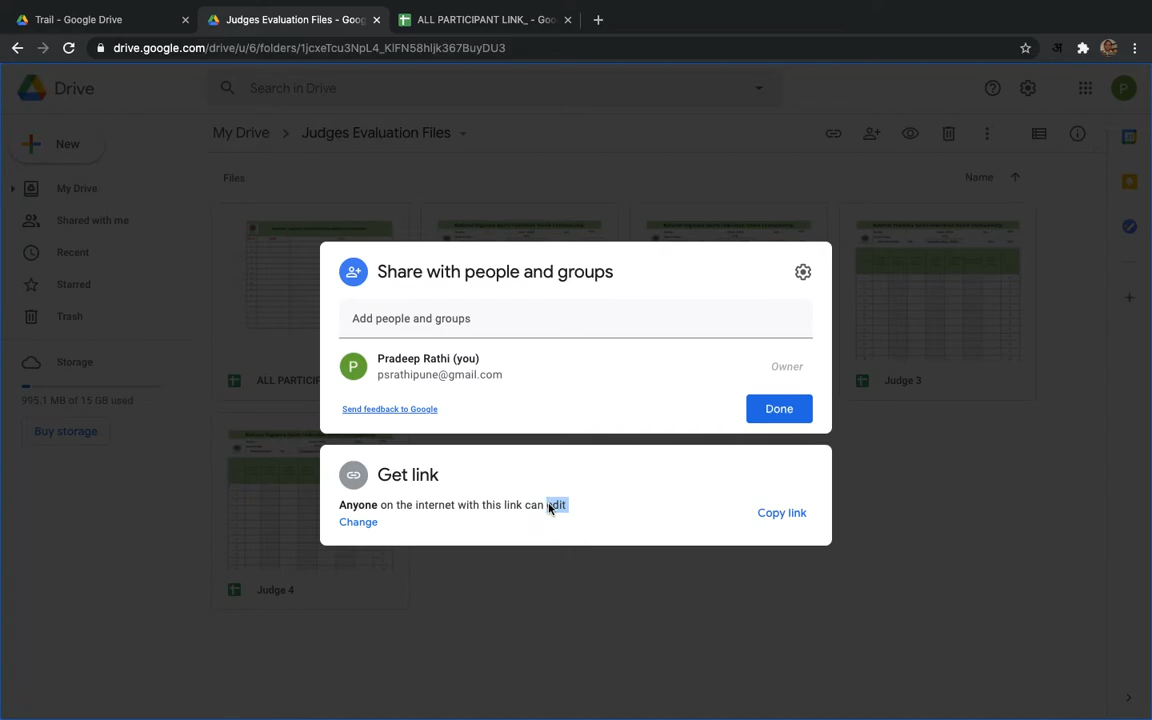 Trail - Google Drive
Judges Evaluation Files - Goog
ALL PARTICIPANT LINK_ - Goo
drive.google.com/drive/u/6/folders/1jcxeTcu3NpL4_KlFN58hljk367BuyDU3
Drive
Search in Drive
P
New
My Drive
Judges Evaluation Files
My Drive
Shared with me
Recent
Starred
Trash
Storage
995.1 MB of 15 GB used
Buy storage
Files
Name
ALL PARTICIP
Judge 3
Judge 4
Share with people and groups
Add people and groups
P
Pradeep Rathi (you)
psrathipune@gmail.com
Owner
Send feedback to Google
Done
Get link
Anyone on the internet with this link can edit
Change
Copy link